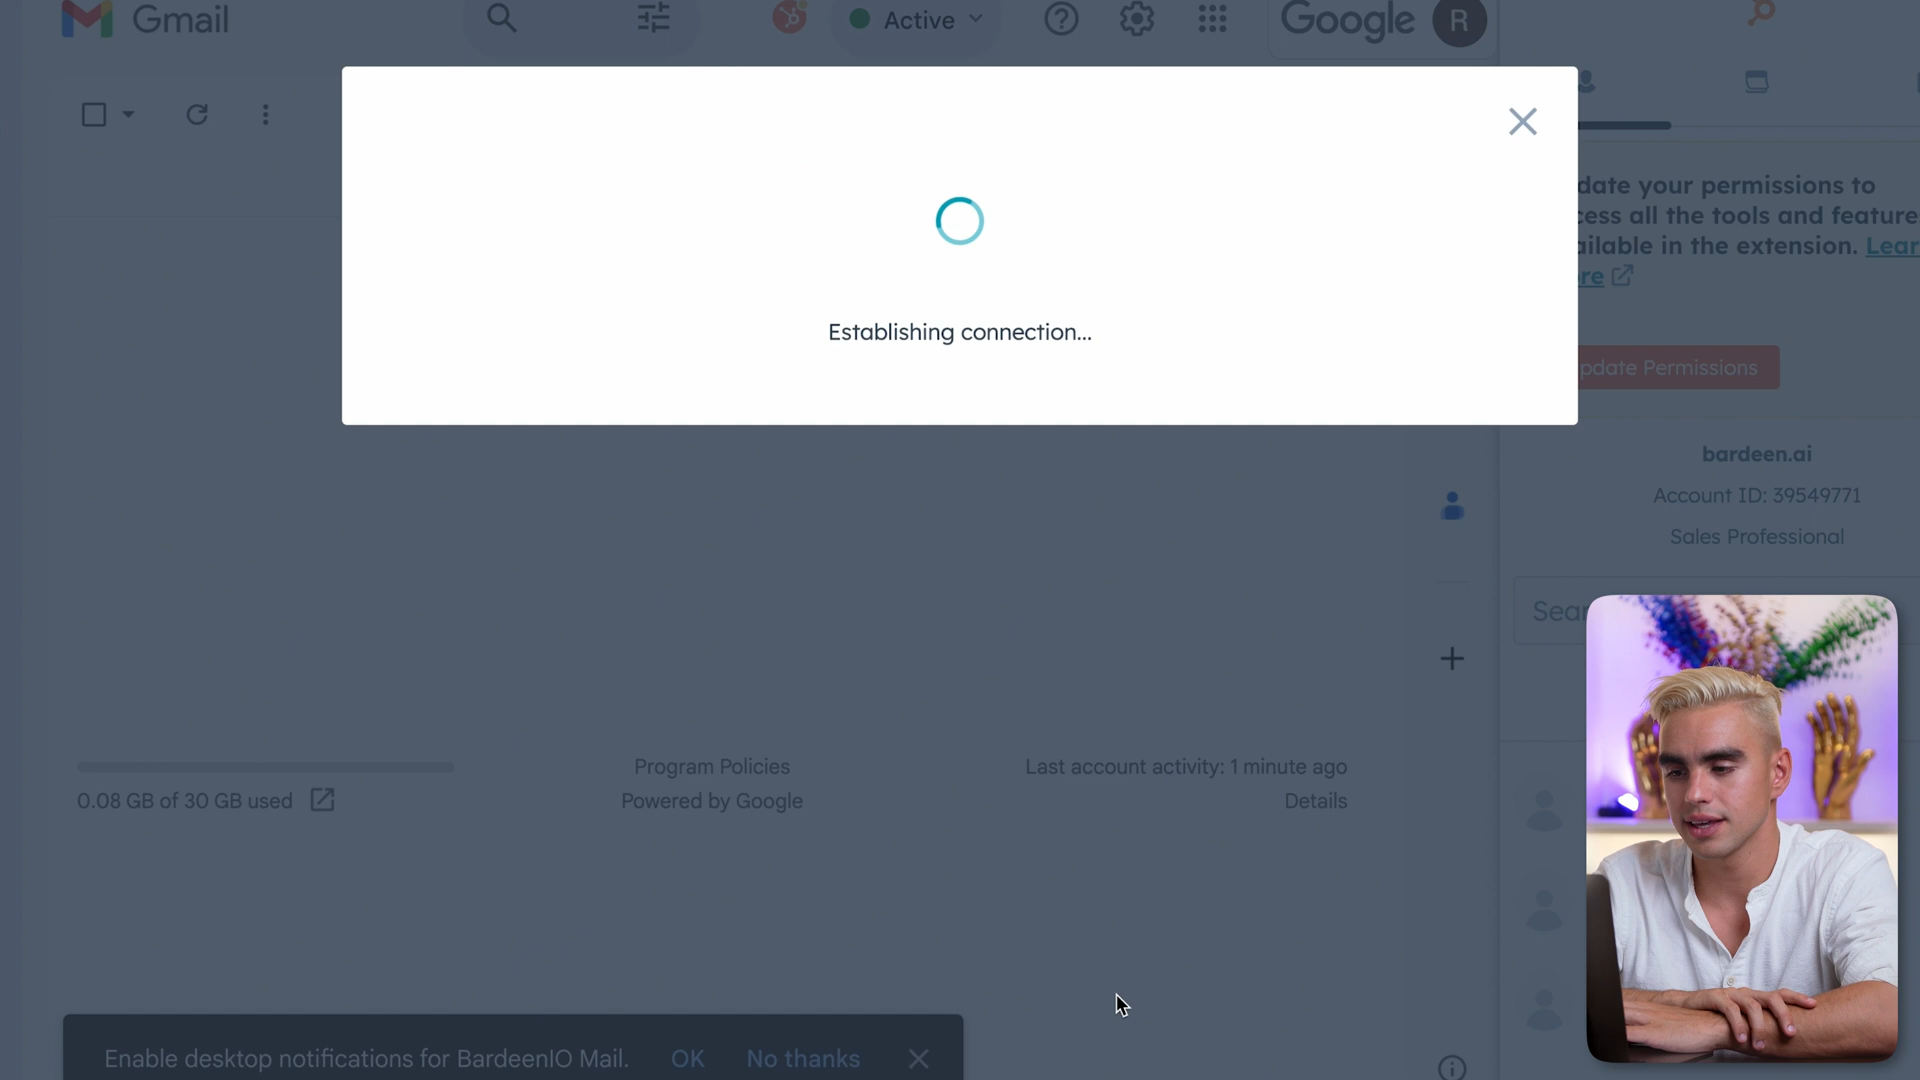 Gmail
Active
Google
R
Establishing connection...
date your permissions to
cess all the tools and feature
ailable in the extension. Lear
re
pdate Permissions
bardeen.ai
Account ID: 39549771
Sales Professional
Sea
Program Policies
Last account activity: 1 minute ago
0.08 GB of 30 GB used
Powered by Google
Details
Enable desktop notifications for BardeenIO Mail. OK No thanks